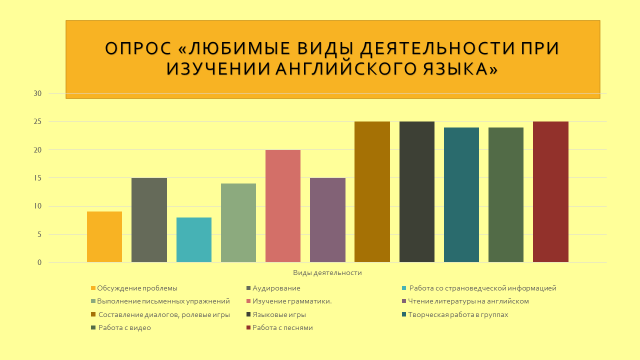 ОПРОС «ЛЮБИМЫЕ ВИДЫ ДЕЯТЕЛЬНОСТИ ПРИ
ИЗУЧЕНИИ АНГЛИЙСКОГО ЯЗЫКА»
30
25
20
15
10
5
0
Виды деятельности
Обсуждение проблемы
Аудирование
Работа со страноведческой информацией
Выполнение письменных упражнений
Изучение грамматики.
Чтение литературы на английском
Составление диалогов, ролевые игры
Языковые игры
Творческая работа в группах
Работа с видео
Работа с песнями